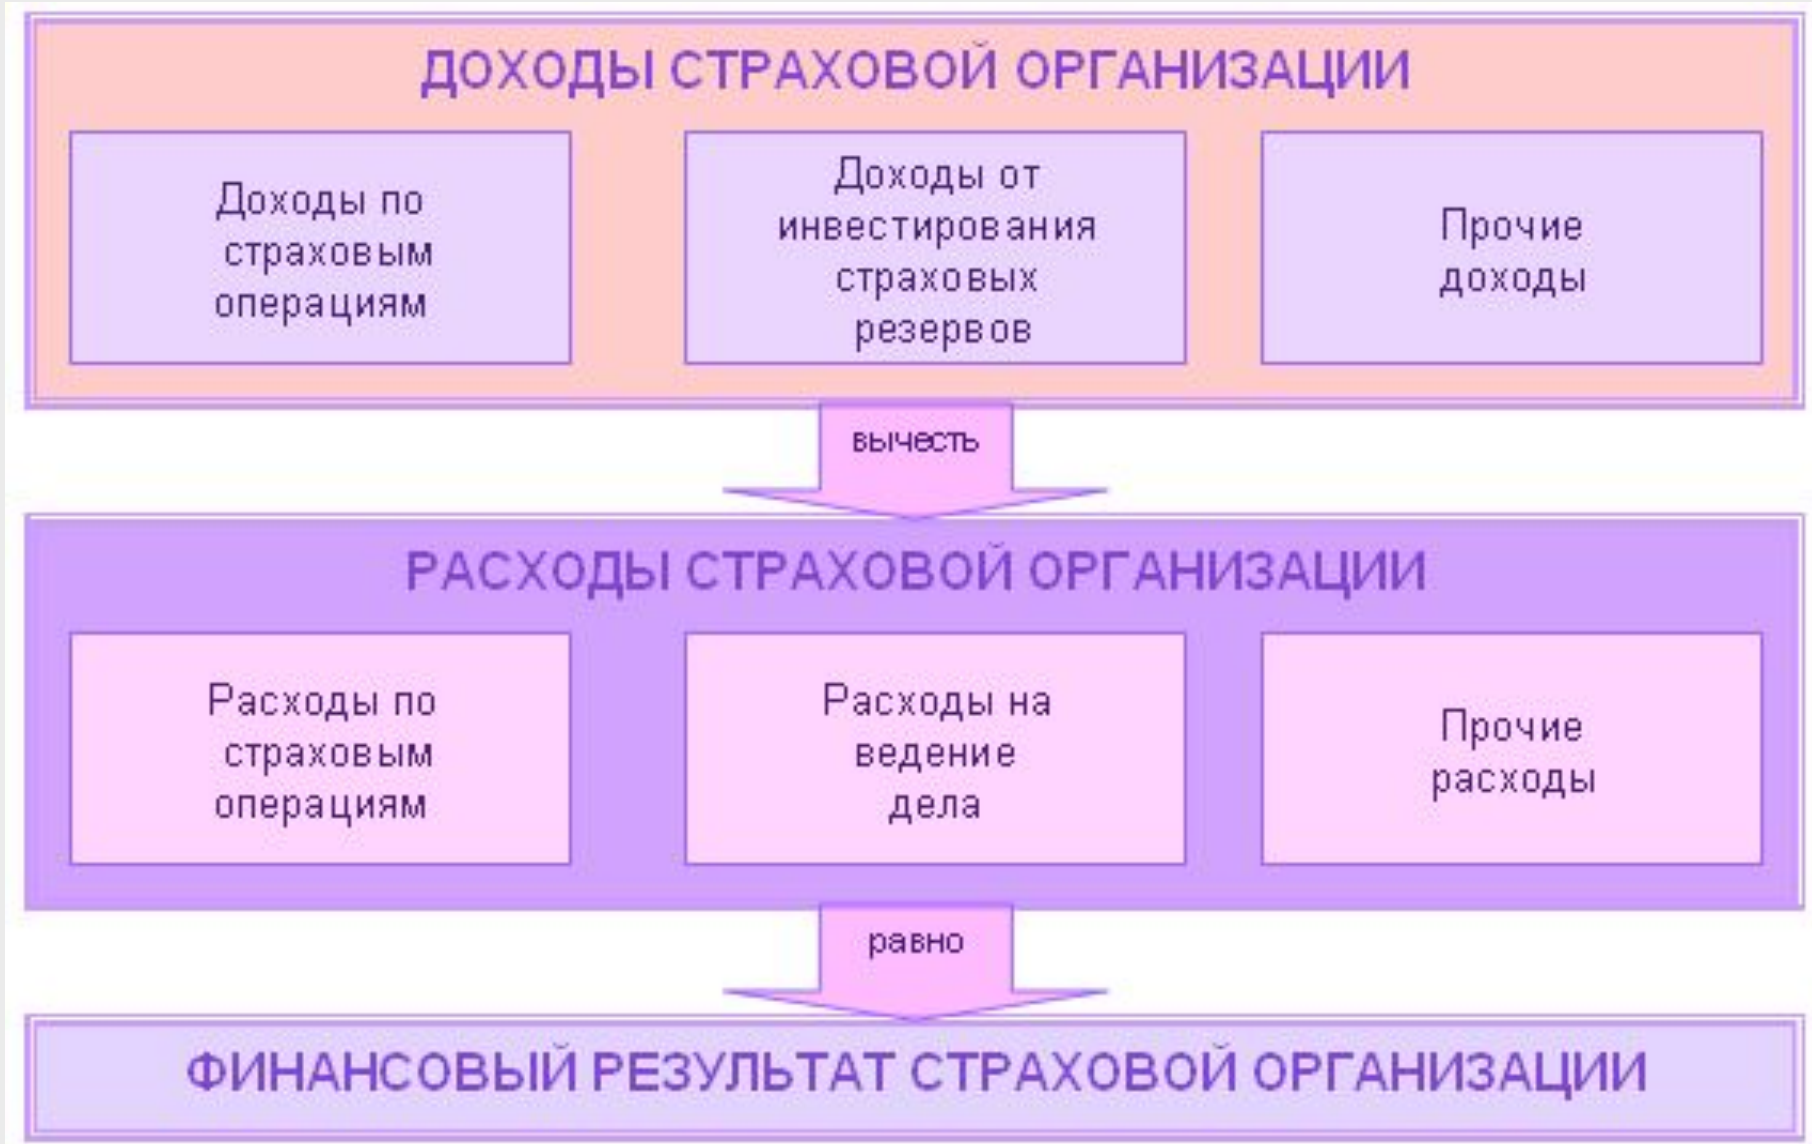 ДОХОДЫ СТРАХОВОЙ ОРГАНИЗАЦИИ
Доходы по
страховым
операциям
Доходы от
инвестирования
страховых
резервов
Прочие
доходы
вычесть
РАСХОДЫ СТРАХОВОЙ ОРГАНИЗАЦИИ
Расходы по
страховым
операциям
Расходы на
ведение
дела
Прочие
расходы
равно
ФИНАНСОВЫЙ РЕЗУЛЬТАТ СТРАХОВОЙ ОРГАНИЗАЦИИ